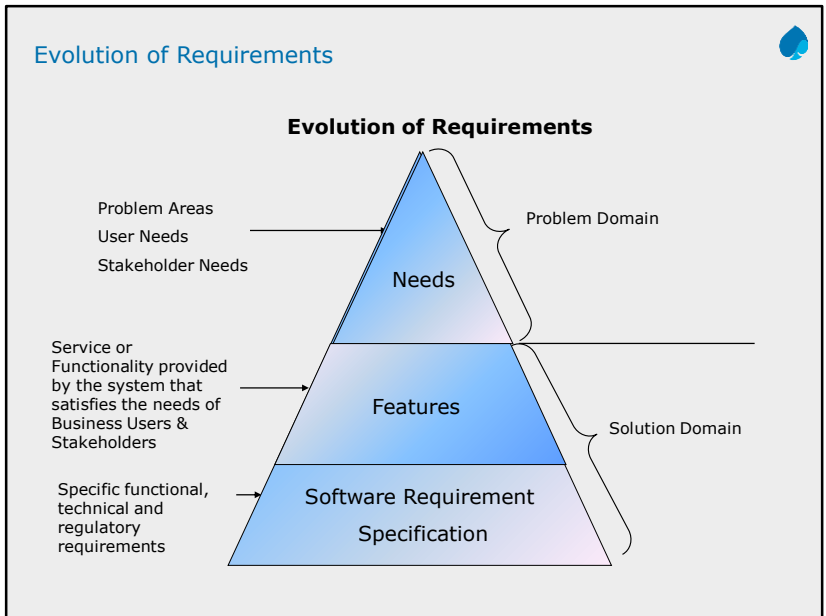 Evolution of Requirements
Evolution of Requirements
Problem Areas
User Needs
Stakeholder Needs
Problem Domain
Needs
Service or
Functionality provided
by the system that
satisfies the needs of
Business Users &
Stakeholders
Features
Solution Domain
Specific functional,
technical and
regulatory
requirements
Software Requirement
Specification